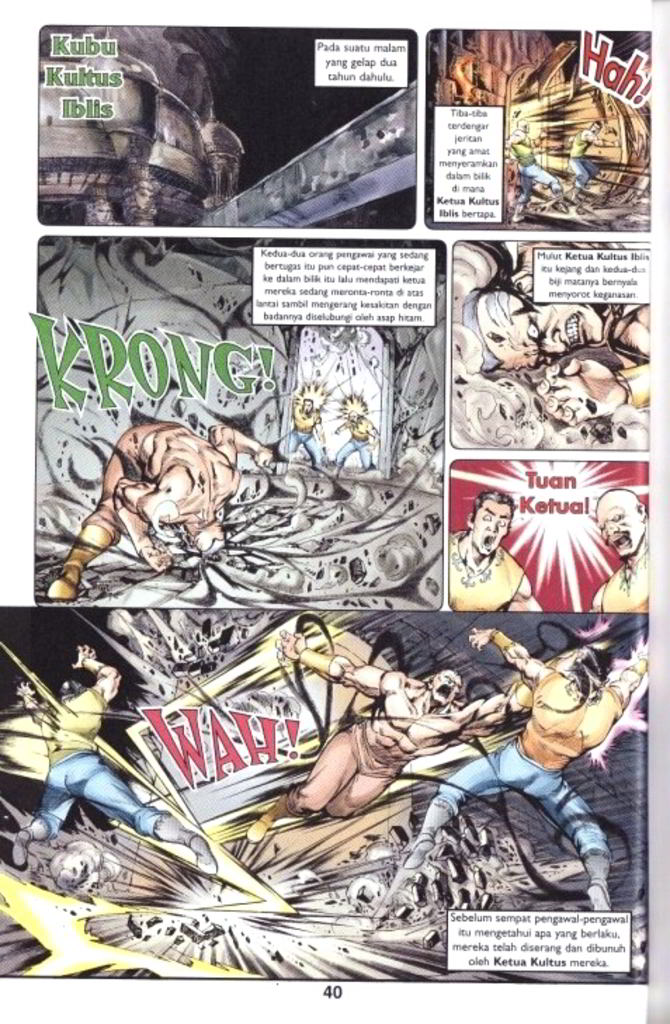 Kubu
Kultus
Iblis
Pada suatu malam
yang gelap dua
tahun dahulu.
Hah!
Tiba-tiba
terdengar
jeritan
yang amat
menyeramkan
dalam bilik
di mana
Ketua Kultus
Iblis bertapa.
Kedua-dua orang pengawai yang sedang
bertugas itu pun cepat-cepat berkejar
ke dalam bilik itu lalu mendapati ketua
mereka sedang meronta-ronta di atas
lantai sambil mengerang kesakitan dengan
badannya diselubungi oleh asap hitam.
KRONG!
Mulut Ketua Kultus Iblis
itu kejang dan kedua-dua
biji matanya bernyala
menyorot keganasan.
Tuan
Ketua!
WAH!
Sebelum sempat pengawal-pengawal
itu mengetahui apa yang berlaku,
mereka telah diserang dan dibunuh
oleh Ketua Kultus mereka.
40